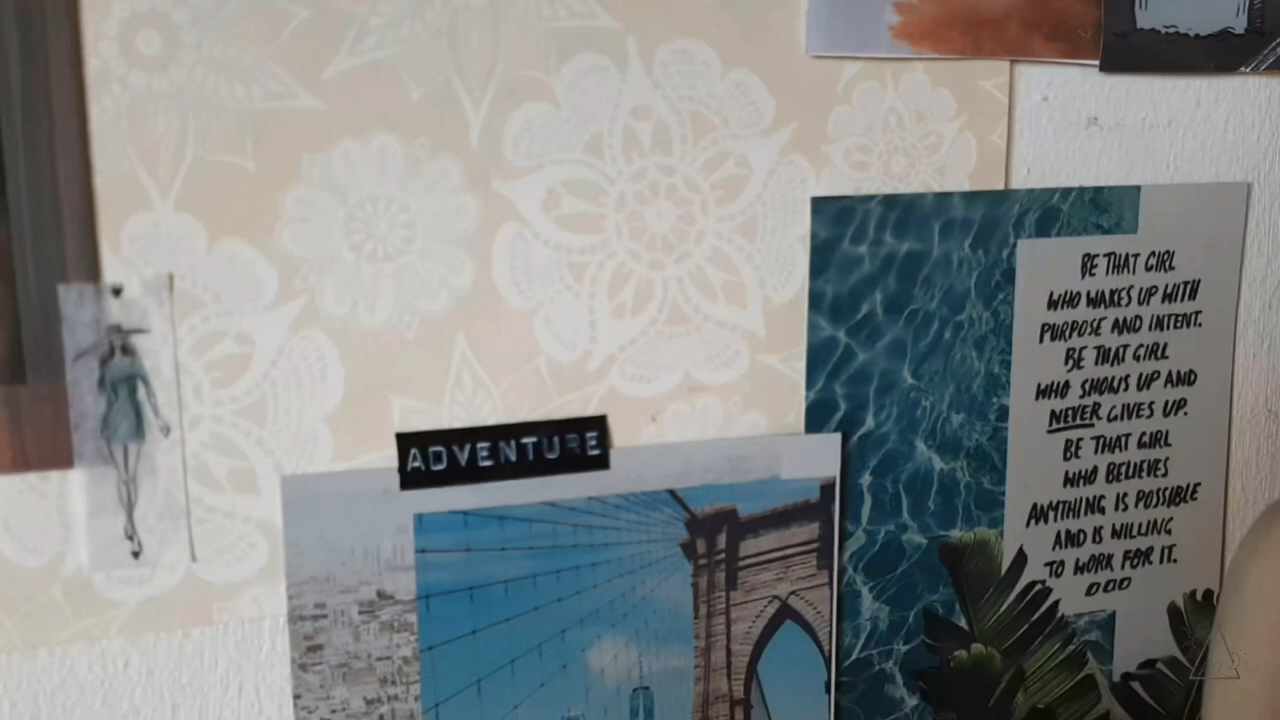 ADVENTURE
BE THAT GIRL
WHO WAKES UP WITH
PURPOSE AND INTENT.
BE THAT GIRL
WHO SHOWS UP AND
NEVER GIVES UP.
BE THAT GIRL
WHO BELIEVES
ANYTHING IS POSSIBLE
AND IS WILLING
TO WORK FOR IT.